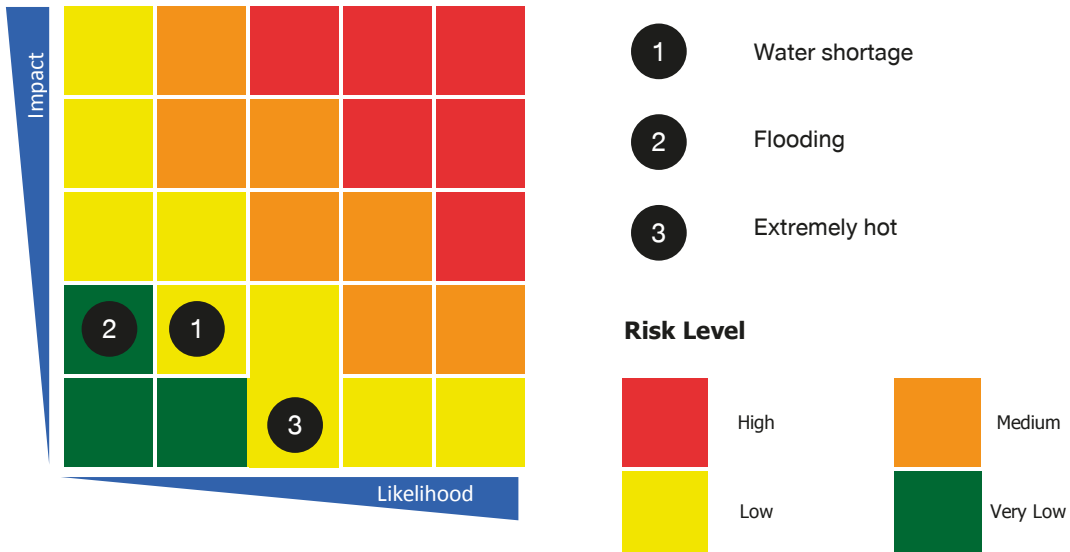 Impact
2
1
3
Likelihood
1 Water shortage
2 Flooding
3 Extremely hot
Risk Level
High
Medium
Low
Very Low